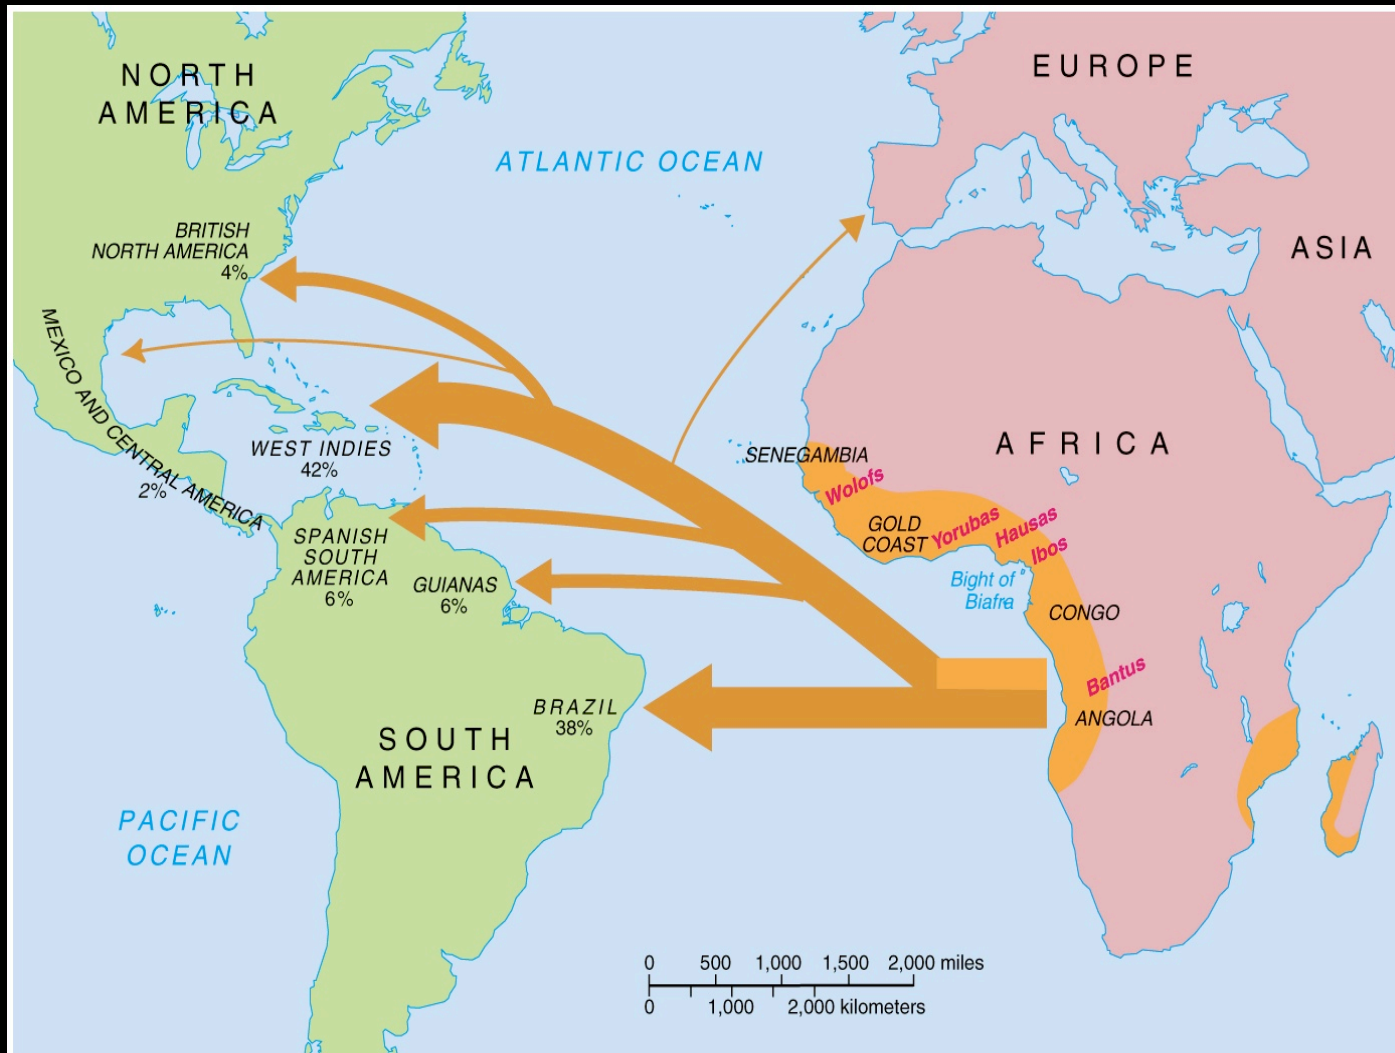 NORTH
AMERICA
EUROPE
ATLANTIC OCEAN
ASIA
BRITISH
NORTH AMERICA
4%
MEXICO AND CENTRAL AMERICA
2%
WEST INDIES
42%
SENEGAMBIA
AFRICA
Wolofs
GOLD
COAST
Yorubas
Hausas
Ibos
SPANISH
SOUTH
AMERICA
6%
GUIANAS
6%
Bight of
Biafra
CONGO
Bantus
BRAZIL
38%
ANGOLA
SOUTH
AMERICA
PACIFIC
OCEAN
0 500 1,000 1,500 2,000 miles
0 1,000 2,000 kilometers